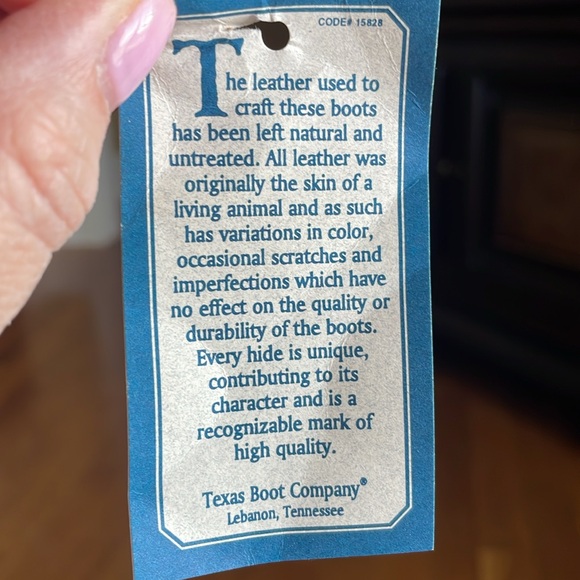 CODE# 15828
The leather used to
craft these boots
has been left natural and
untreated. All leather was
originally the skin of a
living animal and as such
has variations in color,
occasional scratches and
imperfections which have
no effect on the quality or
durability of the boots.
Every hide is unique,
contributing to its
character and is a
recognizable mark of
high quality.
Texas Boot Company®
Lebanon, Tennessee